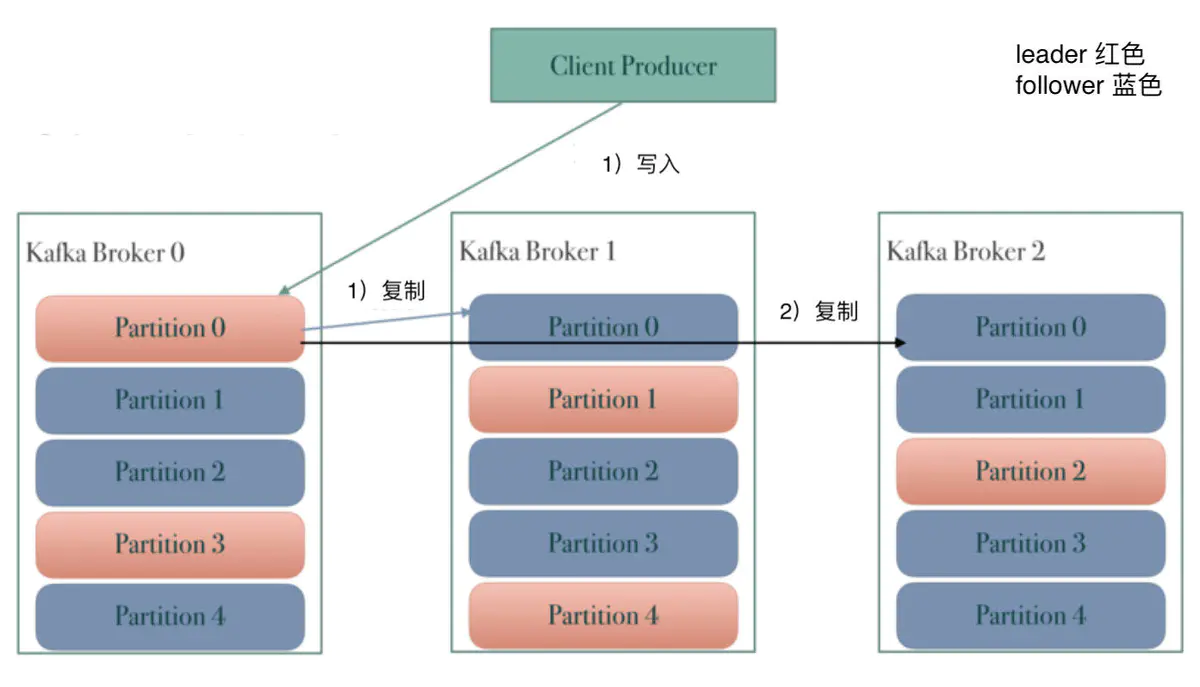 Client Producer
leader 红色
follower 蓝色
1）写入
Kafka Broker 0
Kafka Broker 1
Kafka Broker 2
1）复制
2）复制
Partition 0
Partition 0
Partition 0
Partition 1
Partition 1
Partition 1
Partition 2
Partition 2
Partition 2
Partition 3
Partition 3
Partition 3
Partition 4
Partition 4
Partition 4